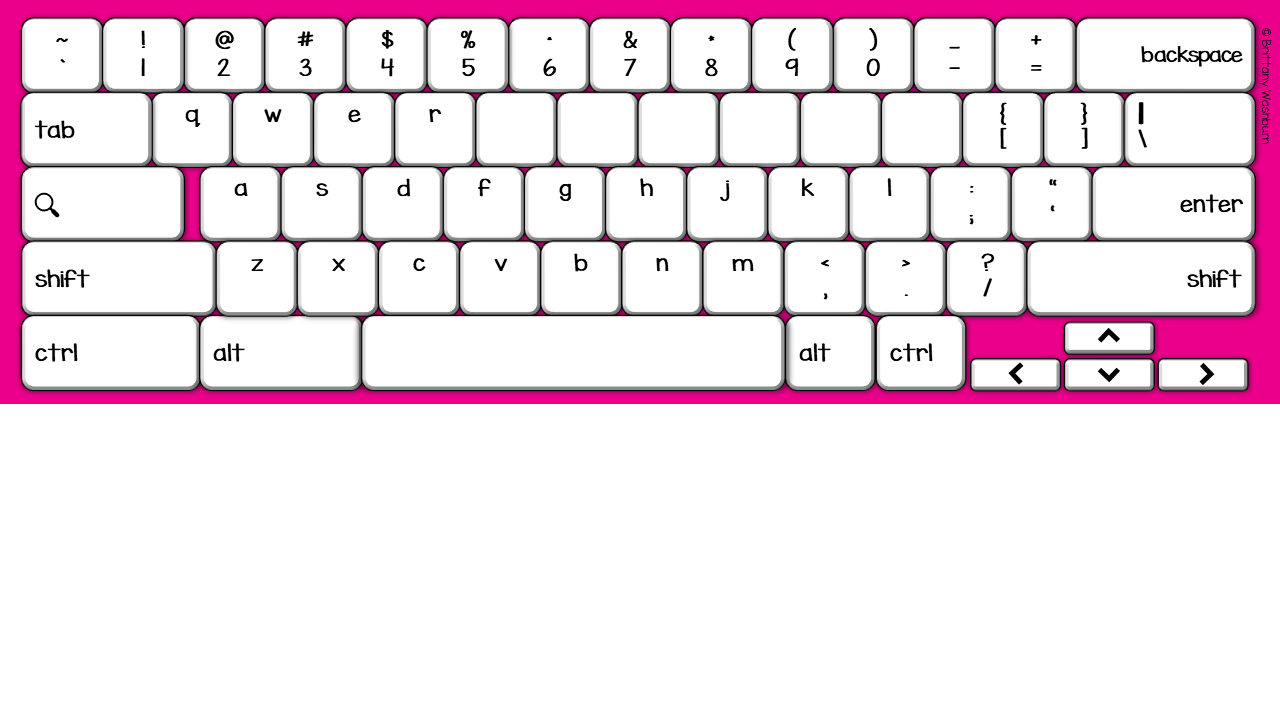 ~ ! @ # $ % ^ & * ( ) _ +
` 1 2 3 4 5 6 7 8 9 0 - = backspace
tab q w e r { } |
[ ] \
a s d f g h j k l : " enter
; '
shift z x c v b n m < > ? shift
, . /
ctrl alt alt ctrl
© Brittany Washburn